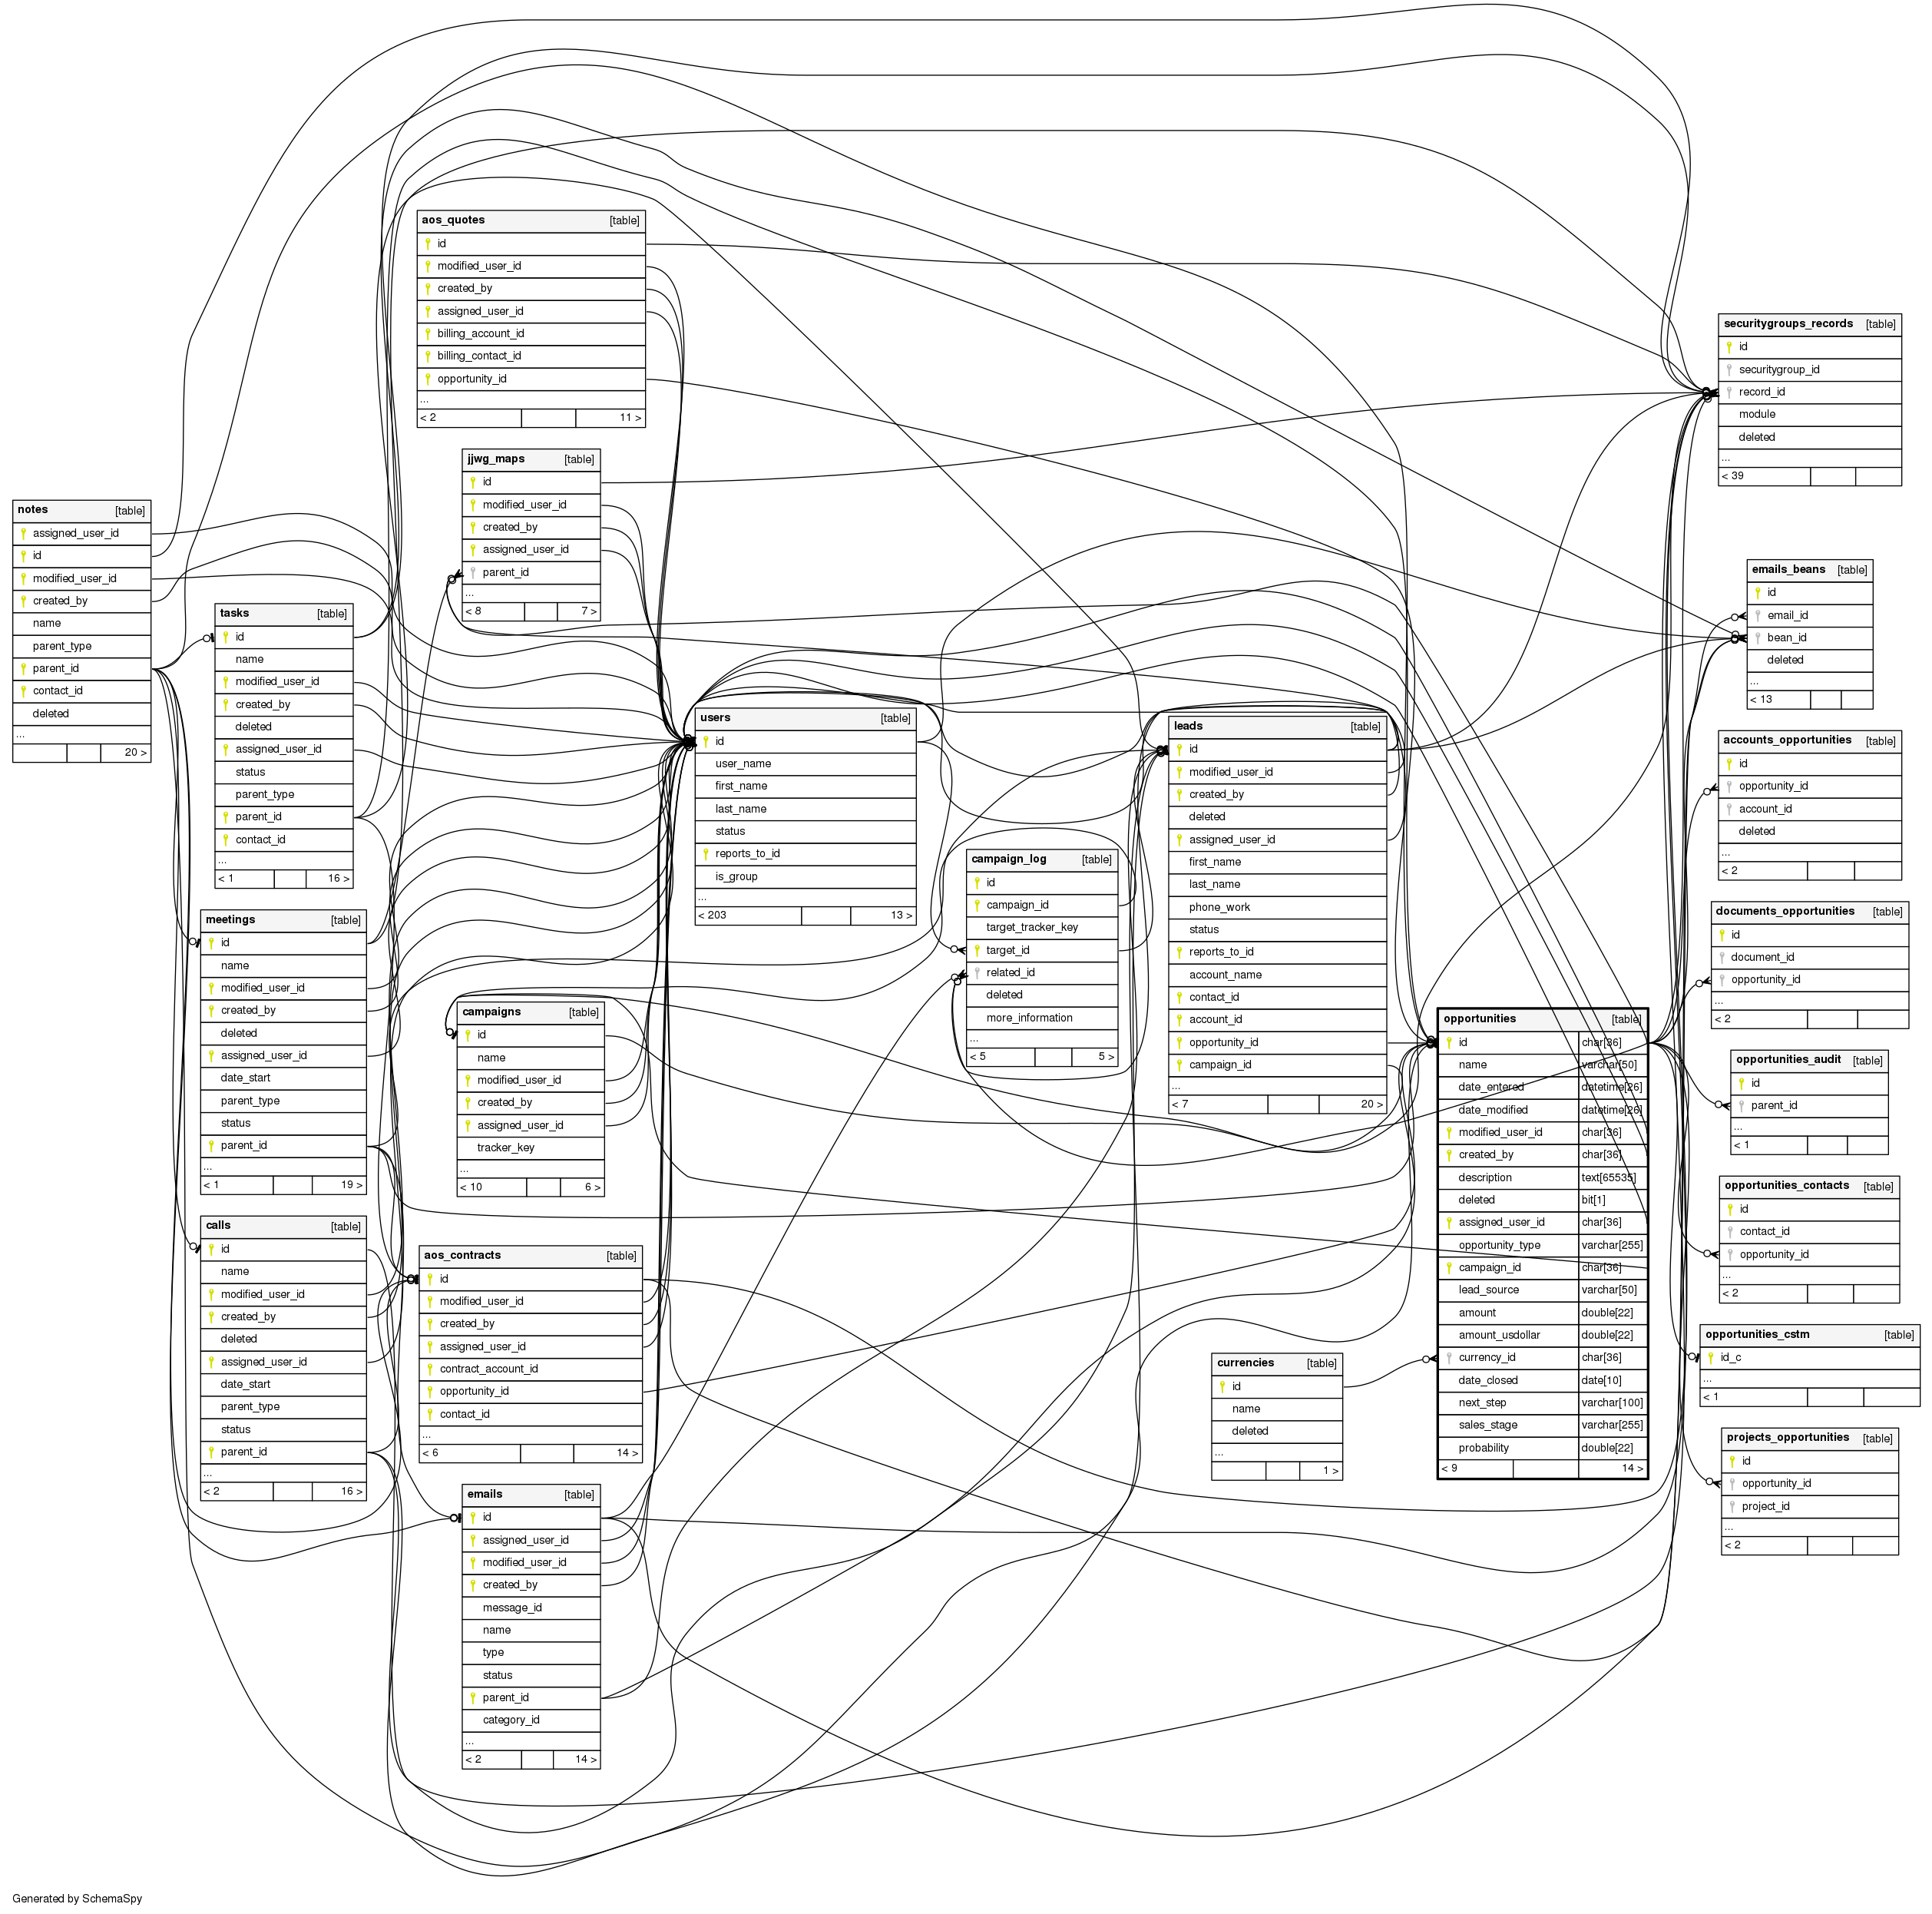 aos_quotes [table]
id
modified_user_id
created_by
assigned_user_id
billing_account_id
billing_contact_id
opportunity_id
...
< 2 11 >
securitygroups_records [table]
id
securitygroup_id
record_id
module
deleted
...
< 39
jjwg_maps [table]
id
modified_user_id
created_by
assigned_user_id
parent_id
...
< 8 7 >
notes [table]
assigned_user_id
id
modified_user_id
created_by
name
parent_type
parent_id
contact_id
deleted
...
20 >
emails_beans [table]
id
email_id
bean_id
deleted
...
< 13
tasks [table]
id
name
modified_user_id
created_by
deleted
assigned_user_id
status
parent_type
parent_id
contact_id
...
< 1 16 >
users [table]
id
user_name
first_name
last_name
status
reports_to_id
is_group
...
< 203 13 >
leads [table]
id
modified_user_id
created_by
deleted
assigned_user_id
first_name
last_name
phone_work
status
reports_to_id
account_name
contact_id
account_id
opportunity_id
campaign_id
...
< 7 20 >
accounts_opportunities [table]
id
opportunity_id
account_id
deleted
...
< 2
campaign_log [table]
id
campaign_id
target_tracker_key
target_id
related_id
deleted
more_information
...
< 5 5 >
documents_opportunities [table]
id
document_id
opportunity_id
...
< 2
meetings [table]
id
name
modified_user_id
created_by
deleted
assigned_user_id
date_start
parent_type
status
parent_id
...
< 1 19 >
campaigns [table]
id
name
modified_user_id
created_by
assigned_user_id
tracker_key
...
< 10 6 >
opportunities [table]
id char[36]
name varchar[50]
date_entered datetime[26]
date_modified datetime[26]
modified_user_id char[36]
created_by char[36]
description text[65535]
deleted bit[1]
assigned_user_id char[36]
opportunity_type varchar[255]
campaign_id char[36]
lead_source varchar[50]
amount double[22]
amount_usdollar double[22]
currency_id char[36]
date_closed date[10]
next_step varchar[100]
sales_stage varchar[255]
probability double[22]
< 9 14 >
opportunities_audit [table]
id
parent_id
...
< 1
opportunities_contacts [table]
id
contact_id
opportunity_id
...
< 2
calls [table]
id
name
modified_user_id
created_by
deleted
assigned_user_id
date_start
parent_type
status
parent_id
...
< 2 16 >
aos_contracts [table]
id
modified_user_id
created_by
assigned_user_id
contract_account_id
opportunity_id
contact_id
...
< 6 14 >
currencies [table]
id
name
deleted
...
1 >
opportunities_cstm [table]
id_c
...
< 1
projects_opportunities [table]
id
opportunity_id
project_id
...
< 2
emails [table]
id
assigned_user_id
modified_user_id
created_by
message_id
name
type
status
parent_id
category_id
...
< 2 14 >
Generated by SchemaSpy